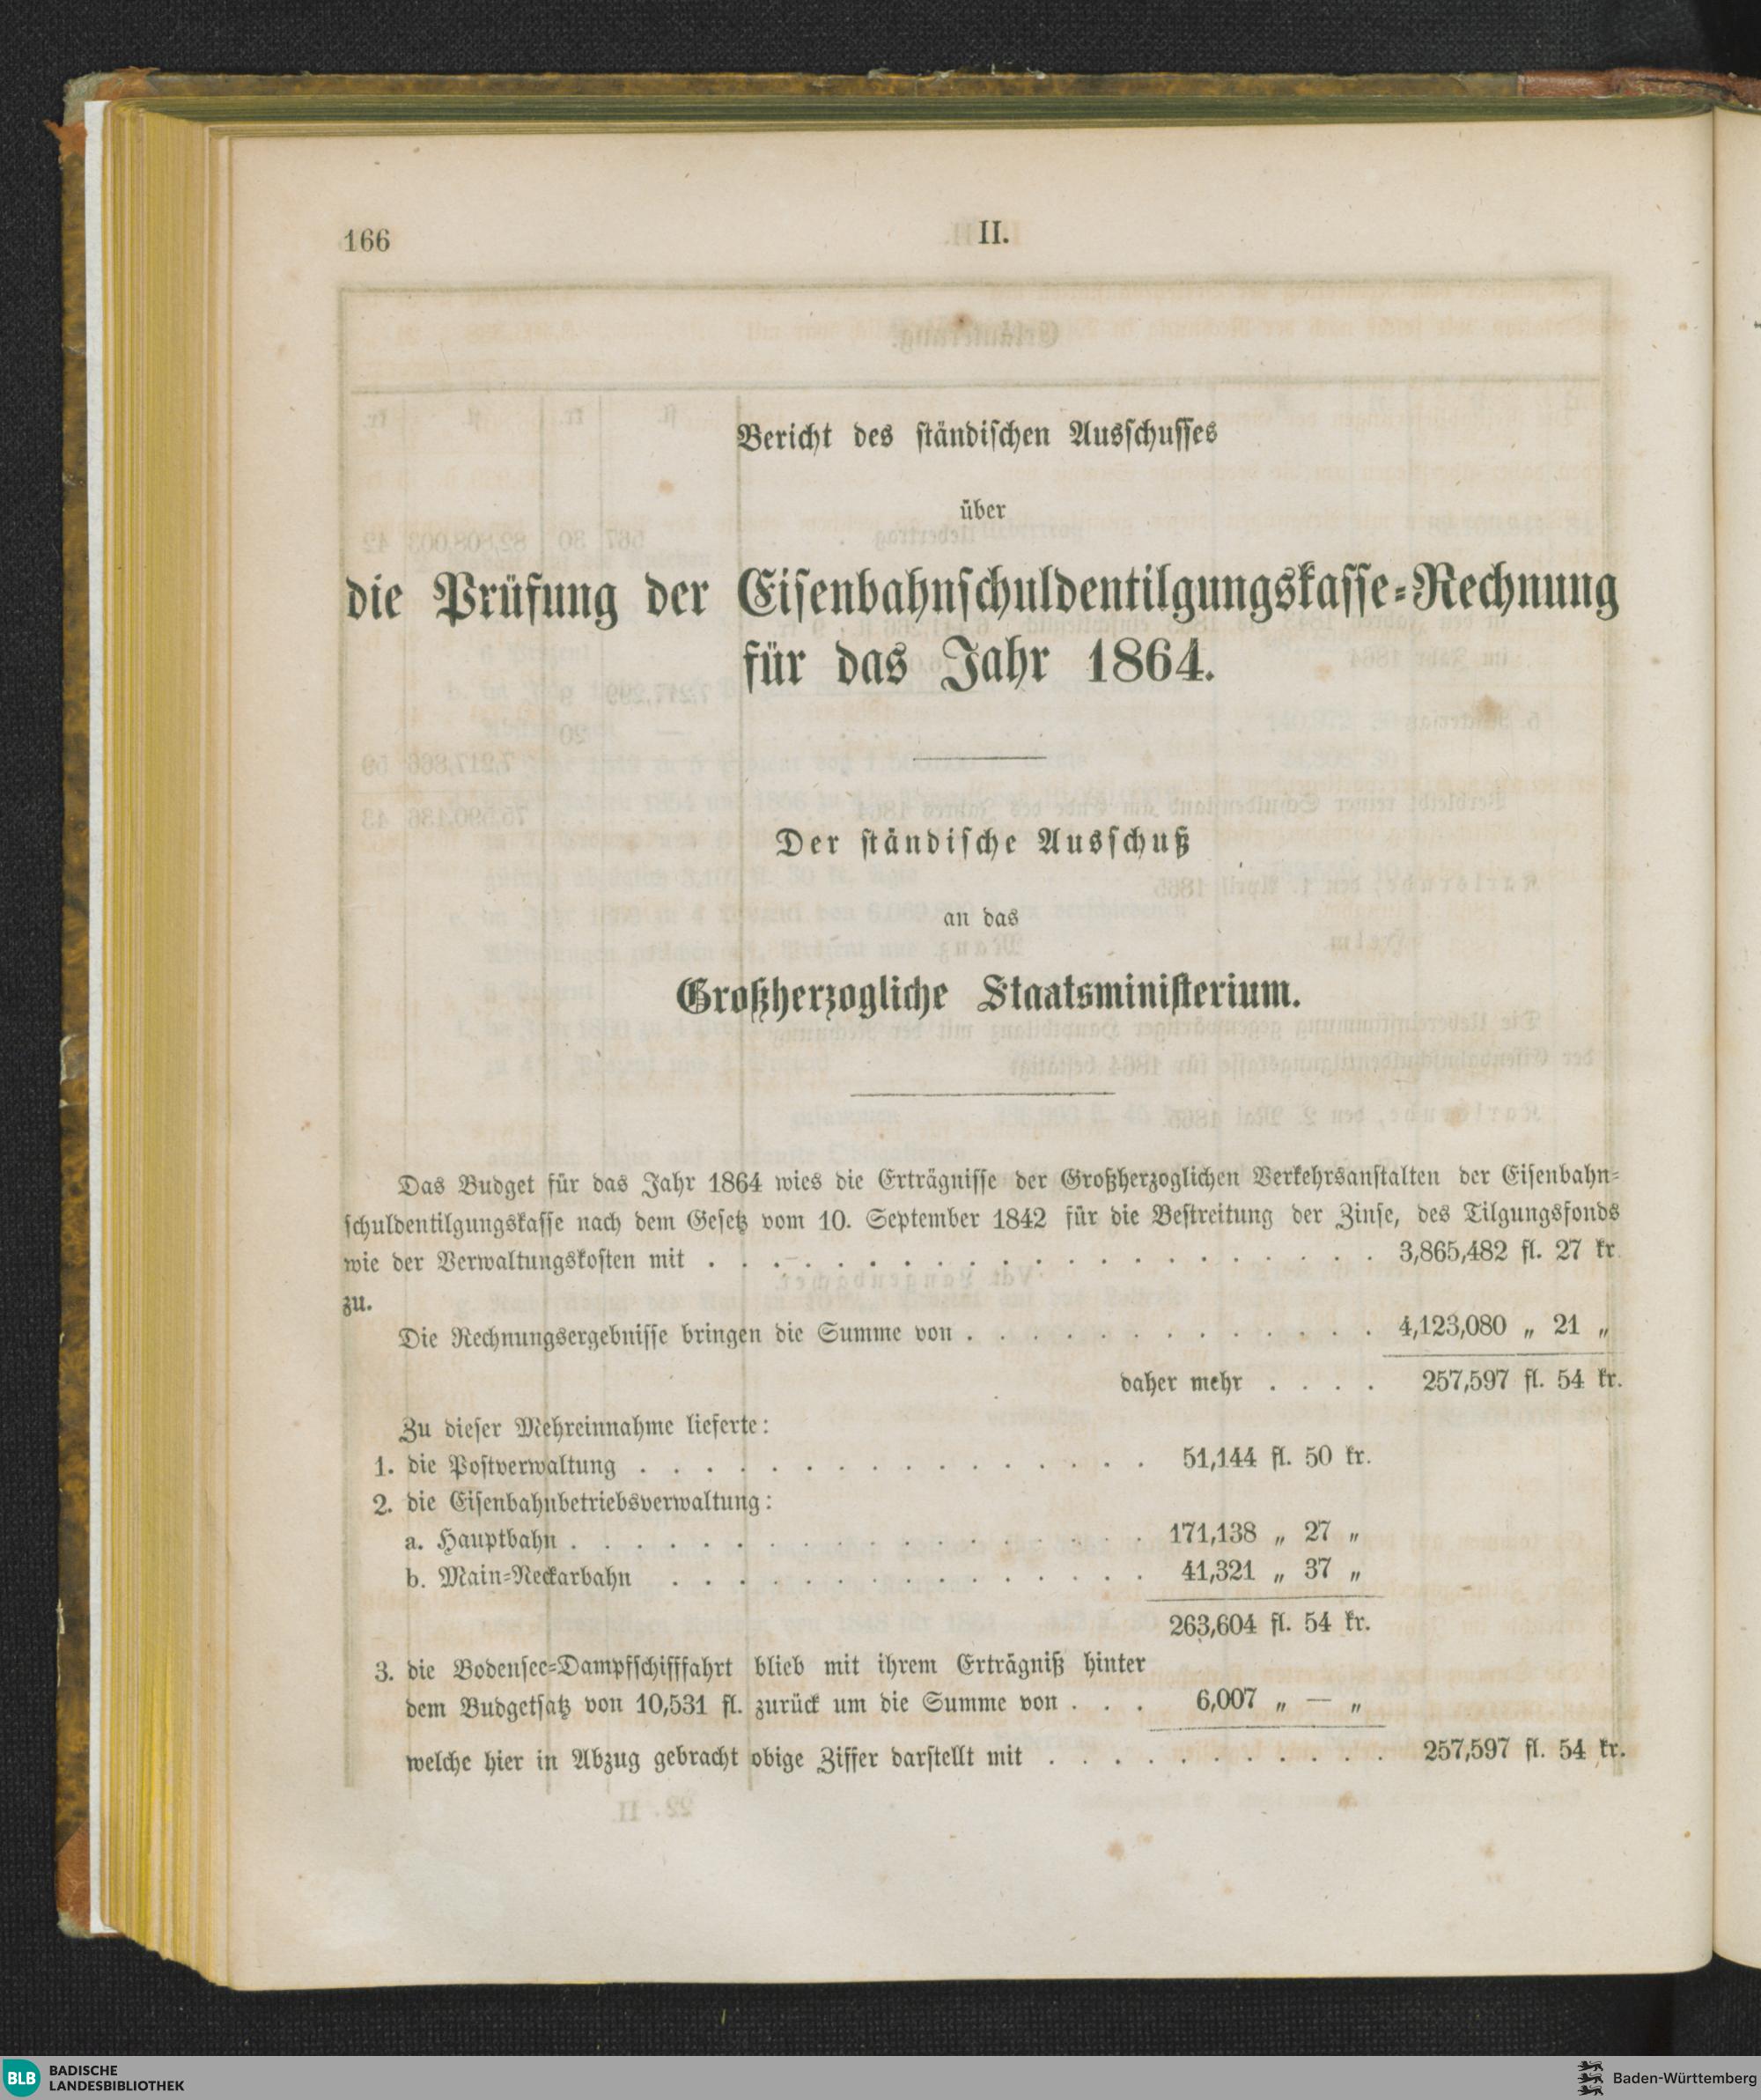 166
II.
Bericht des ständischen Ausschusses
über
die Prüfung der Eisenbahnschuldentilgungskasse-Rechnung
für das Jahr 1864.
Der ständische Ausschuß
an das
Großherzogliche Staatsministerium.
Das Budget für das Jahr 1864 wies die Erträgnisse der Großherzoglichen Verkehrsanstalten der Eisenbahn-
schuldentilgungskasse nach dem Gesetz vom 10. September 1842 für die Bestreitung der Zinse, des Tilgungsfonds
wie der Verwaltungskosten mit . . . . . . . . . . . . . . . . . . . . . 3,865,482 fl. 27 kr.
zu.
Die Rechnungsergebnisse bringen die Summe von . . . . . . . . . . . . . 4,123,080 „ 21 „
daher mehr . . . . 257,597 fl. 54 kr.
Zu dieser Mehreinnahme lieferte:
1. die Postverwaltung . . . . . . . . . . . . . . . . 51,144 fl. 50 kr.
2. die Eisenbahnbetriebsverwaltung:
a. Hauptbahn . . . . . . . . . . . . . . . . . . 171,138 „ 27 „
b. Main-Neckarbahn . . . . . . . . . . . . . . . 41,321 „ 37 „
263,604 fl. 54 kr.
3. die Bodensee-Dampfschifffahrt blieb mit ihrem Erträgniß hinter
dem Budgetsatz von 10,531 fl. zurück um die Summe von . . . 6,007 „ — „
welche hier in Abzug gebracht obige Ziffer darstellt mit . . . . . . . . . . . 257,597 fl. 54 kr.
BLB BADISCHE
LANDESBIBLIOTHEK
Baden-Württemberg